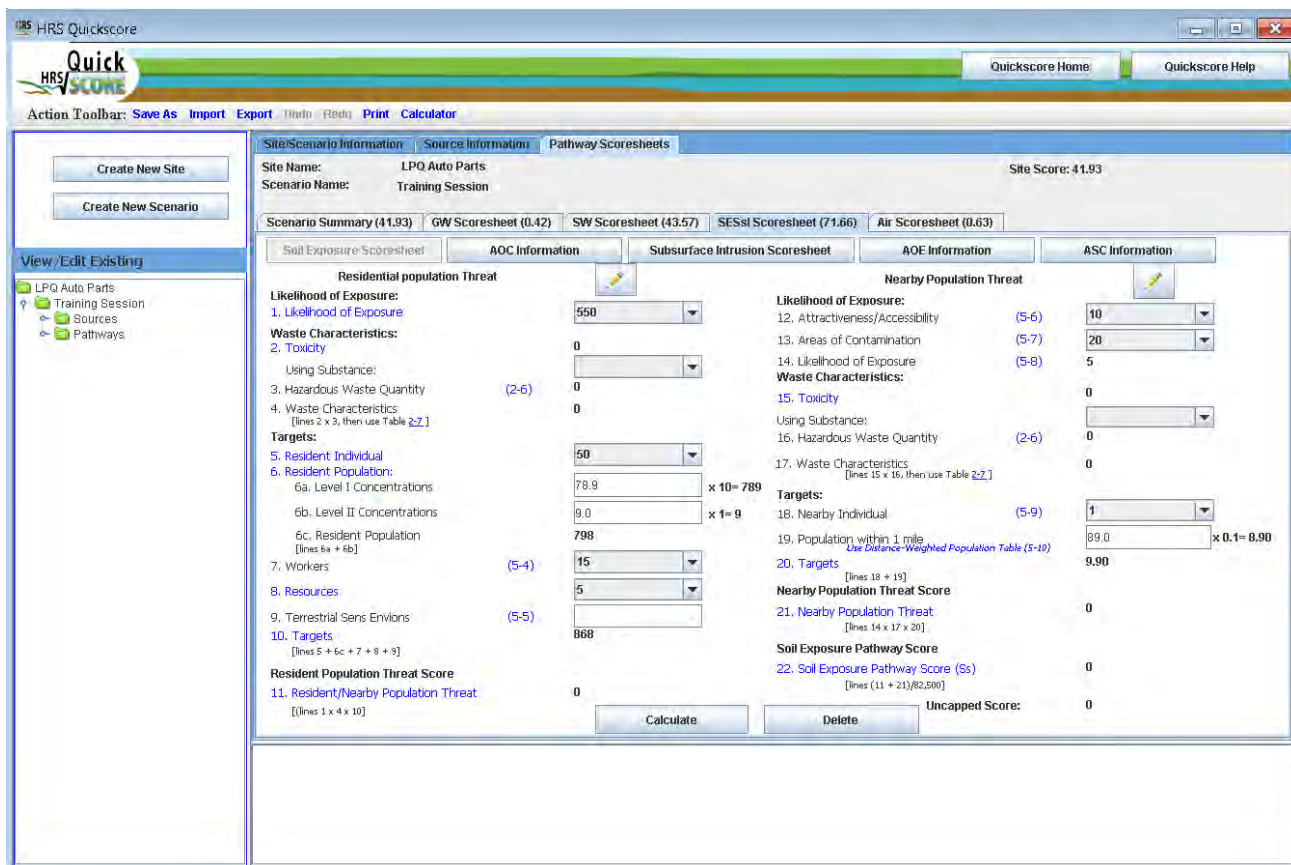 HRS Quickscore
Quick
HRS SCORE
Quickscore Home
Quickscore Help
Action Toolbar: Save As Import Export Undo Redo Print Calculator
Create New Site
Create New Scenario
View/Edit Existing
LPQ Auto Parts
Training Session
Sources
Pathways
Site/Scenario Information
Source Information
Pathway Scoresheets
Site Name: LPQ Auto Parts
Site Score: 41.93
Scenario Name: Training Session
Scenario Summary (41.93)
GW Scoresheet (0.42)
SW Scoresheet (43.57)
SESsI Scoresheet (71.66)
Air Scoresheet (0.63)
Soil Exposure Scoresheet
AOC Information
Subsurface Intrusion Scoresheet
AOE Information
ASC Information
Residential population Threat
Likelihood of Exposure:
1. Likelihood of Exposure 550
Waste Characteristics:
2. Toxicity 0
Using Substance:
3. Hazardous Waste Quantity (2-6) 0
4. Waste Characteristics 0
[lines 2 x 3, then use Table 2-7 ]
Targets:
5. Resident Individual 50
6. Resident Population:
6a. Level I Concentrations 78.9 x 10= 789
6b. Level II Concentrations 9.0 x 1= 9
6c. Resident Population 798
[lines 6a + 6b]
7. Workers (5-4) 15
8. Resources 5
9. Terrestrial Sens Environs (5-5)
10. Targets 868
[lines 5 + 6c + 7 + 8 + 9]
Resident Population Threat Score
11. Resident/Nearby Population Threat 0
[(lines 1 x 4 x 10]
Nearby Population Threat
Likelihood of Exposure:
12. Attractiveness/Accessibility (5-6) 10
13. Areas of Contamination (5-7) 20
14. Likelihood of Exposure (5-8) 5
Waste Characteristics:
15. Toxicity 0
Using Substance:
16. Hazardous Waste Quantity (2-6) 0
17. Waste Characteristics 0
[lines 15 x 16, then use Table 2-7 ]
Targets:
18. Nearby Individual (5-9) 1
19. Population within 1 mile 89.0 x 0.1= 8.90
Use Distance-Weighted Population Table (5-10)
20. Targets 9.90
[lines 18 + 19]
Nearby Population Threat Score
21. Nearby Population Threat 0
[lines 14 x 17 x 20]
Soil Exposure Pathway Score
22. Soil Exposure Pathway Score (Ss) 0
[lines (11 + 21)/82,500]
Uncapped Score: 0
Calculate
Delete